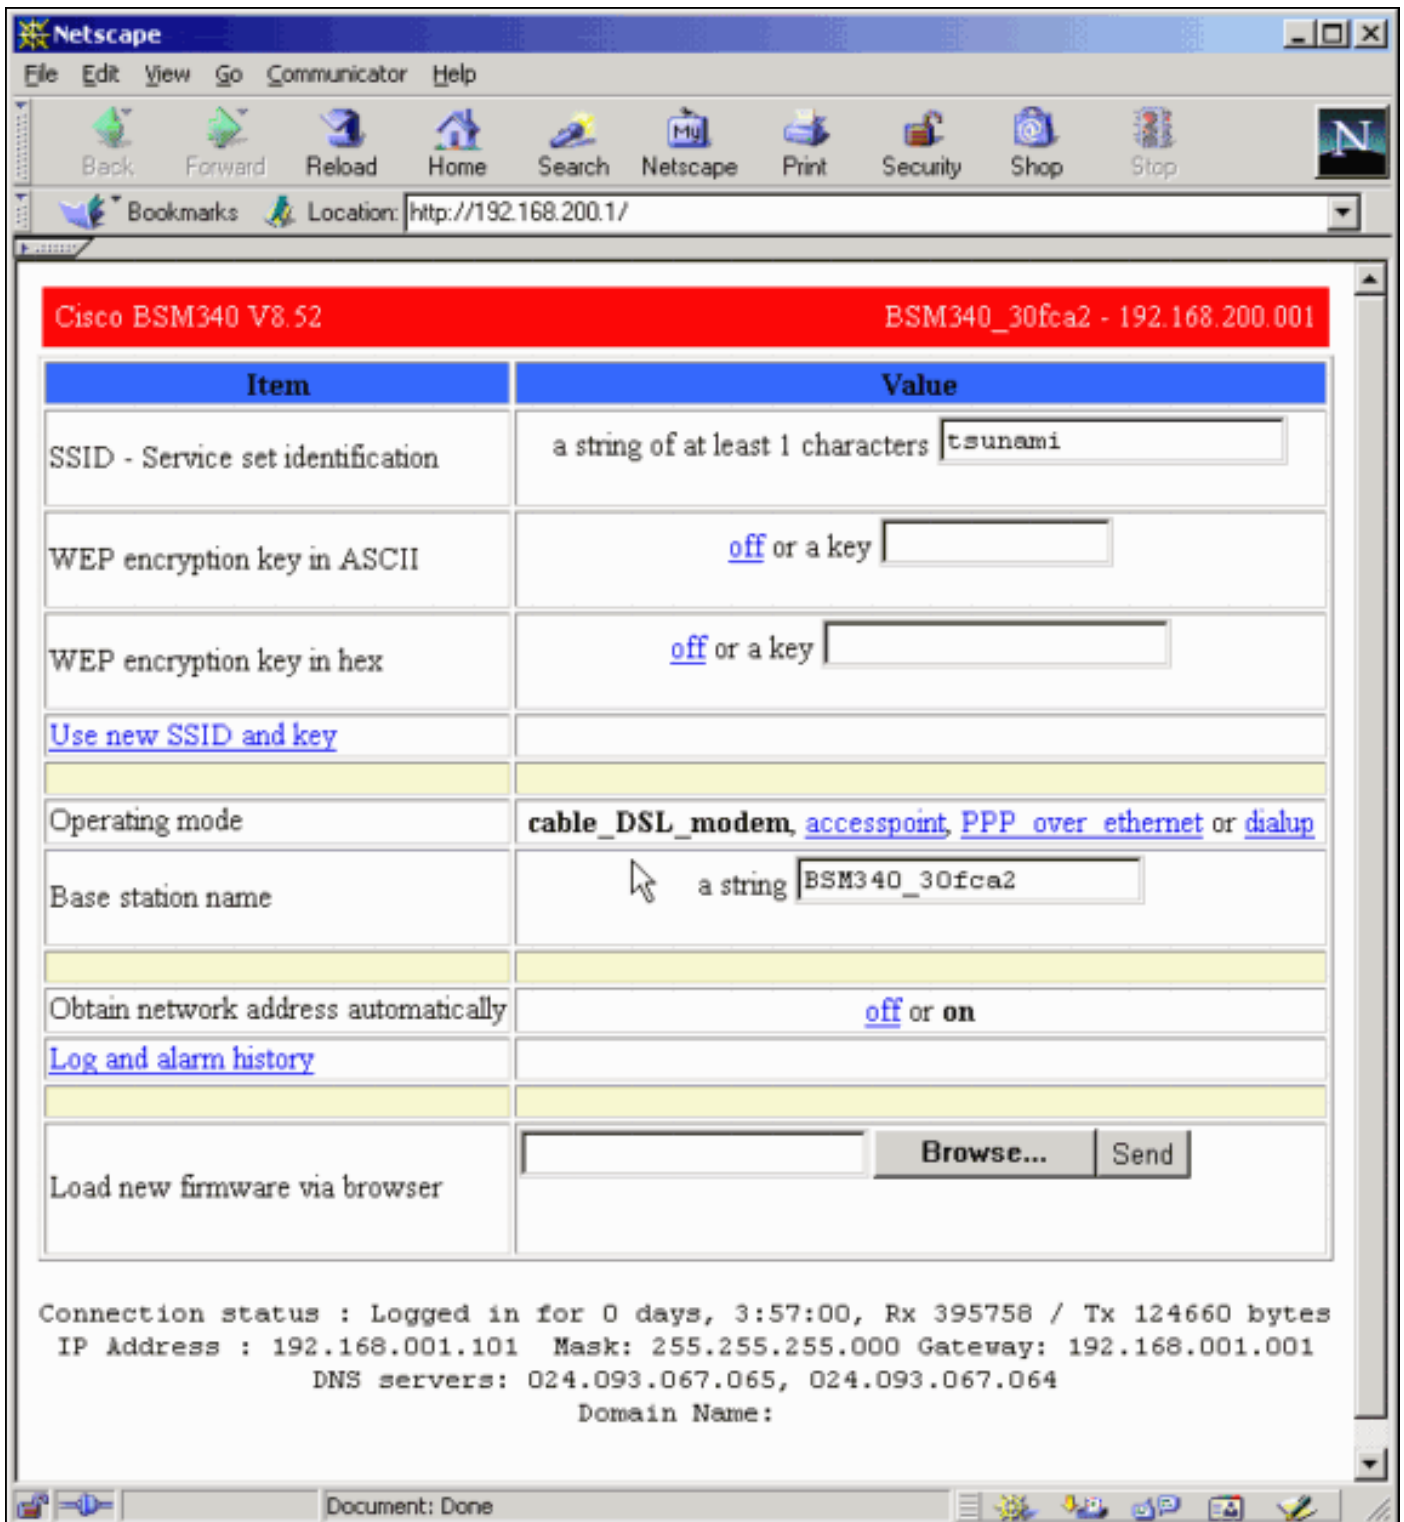 Netscape
File Edit View Go Communicator Help
My
N
Back Forward Reload Home Search Netscape Print Security Shop Stop
Bookmarks Location: http://192.168.200.1/
Cisco BSM340 V8.52 BSM340_30fca2 - 192.168.200.001
Item Value
SSID - Service set identification a string of at least 1 characters tsunami
WEP encryption key in ASCII off or a key
WEP encryption key in hex off or a key
Use new SSID and key
Operating mode cable_DSL_modem, accesspoint, PPP_over_ethernet or dialup
Base station name a string BSM340_30fca2
Obtain network address automatically off or on
Log and alarm history
Load new firmware via browser Browse... Send
Connection status : Logged in for 0 days, 3:57:00, Rx 395758 / Tx 124660 bytes
IP Address : 192.168.001.101 Mask: 255.255.255.000 Gateway: 192.168.001.001
DNS servers: 024.093.067.065, 024.093.067.064
Domain Name:
Document: Done